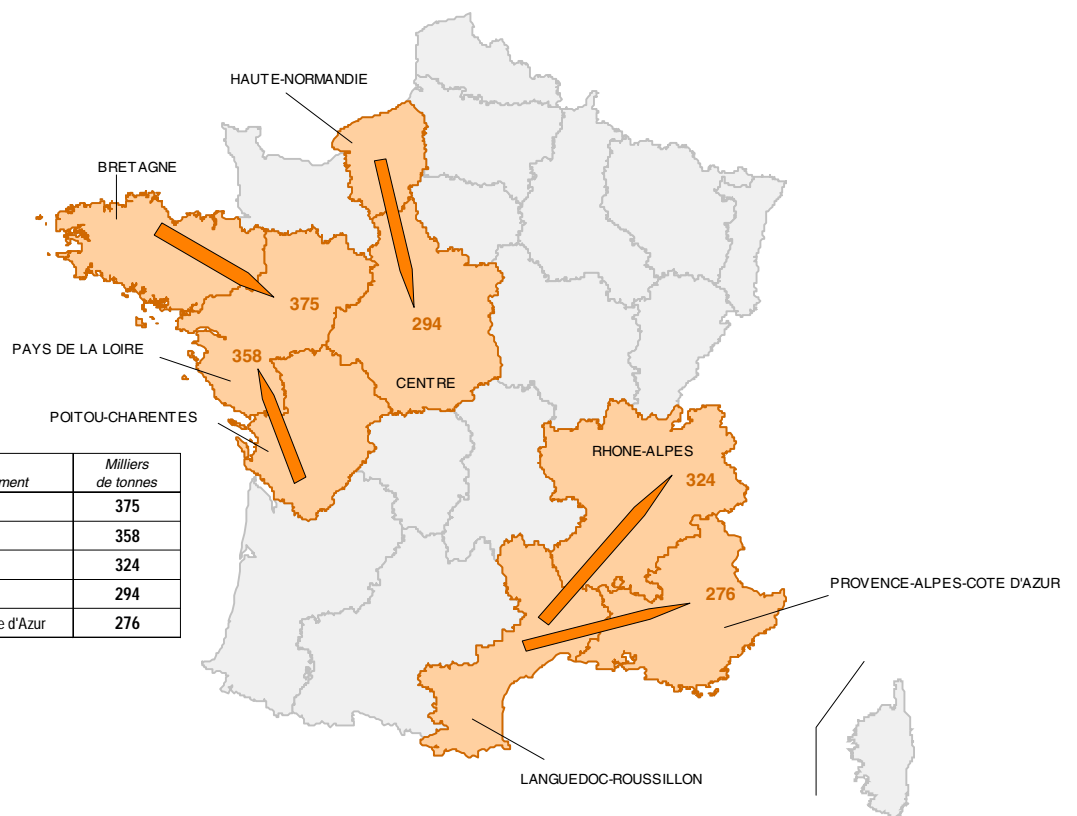 HAUTE-NORMANDIE
BRETAGNE
375
294
PAYS DE LA LOIRE
358
CENTRE
POITOU-CHARENTES
RHONE-ALPES
324
Milliers
de tonnes
375
358
324
294
d'Azur
276
276
PROVENCE-ALPES-COTE D'AZUR
LANGUEDOC-ROUSSILLON